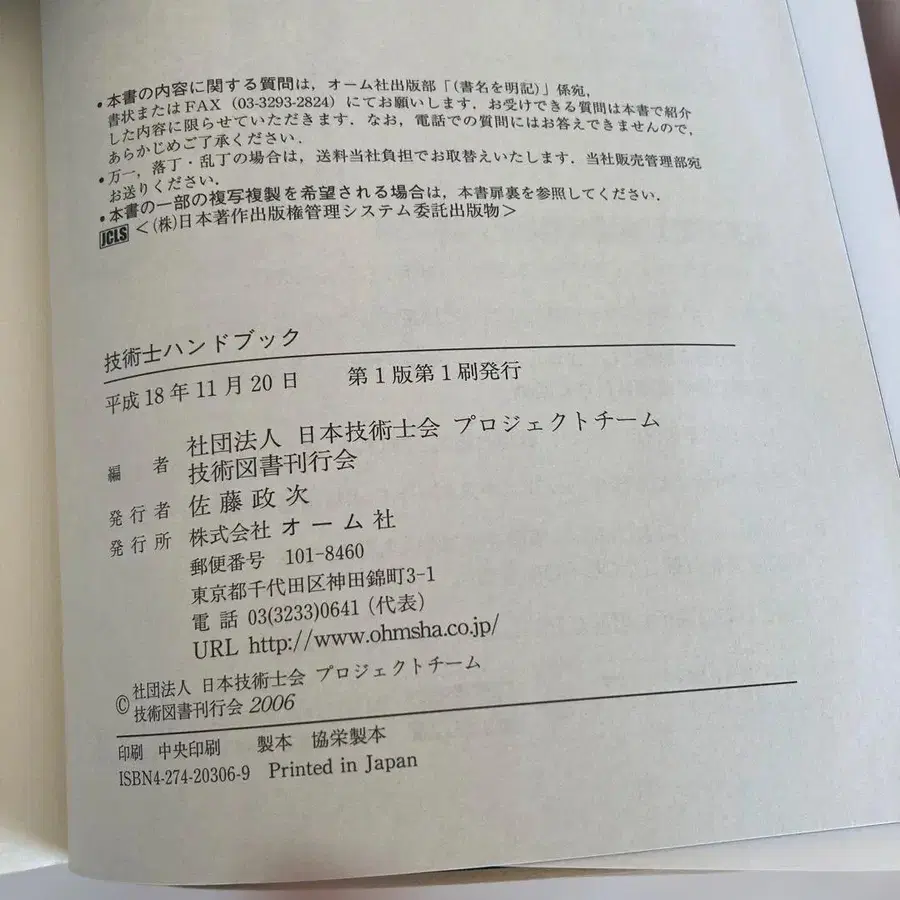 • 本書の内容に関する質問は，オーム社出版部「（書名を明記）」係宛，
書状またはFAX（03-3293-2824）にてお願いします．お受けできる質問は本書で紹介
した内容に限らせていただきます．なお，電話での質問にはお答えできませんので，
あらかじめご了承ください．
• 万一，落丁・乱丁の場合は，送料当社負担でお取替えいたします．当社販売管理部宛
お送りください．
• 本書の一部の複写複製を希望される場合は，本書扉裏を参照してください．
JCLS ＜(株)日本著作出版権管理システム委託出版物＞
技術士ハンドブック
平成18年11月20日 第1版第1刷発行
編者 社団法人 日本技術士会 プロジェクトチーム
技術図書刊行会
発行者 佐藤政次
発行所 株式会社 オーム社
郵便番号 101-8460
東京都千代田区神田錦町3-1
電話 03(3233)0641（代表）
URL http://www.ohmsha.co.jp/
© 社団法人 日本技術士会 プロジェクトチーム
技術図書刊行会 2006
印刷 中央印刷 製本 協栄製本
ISBN4-274-20306-9 Printed in Japan